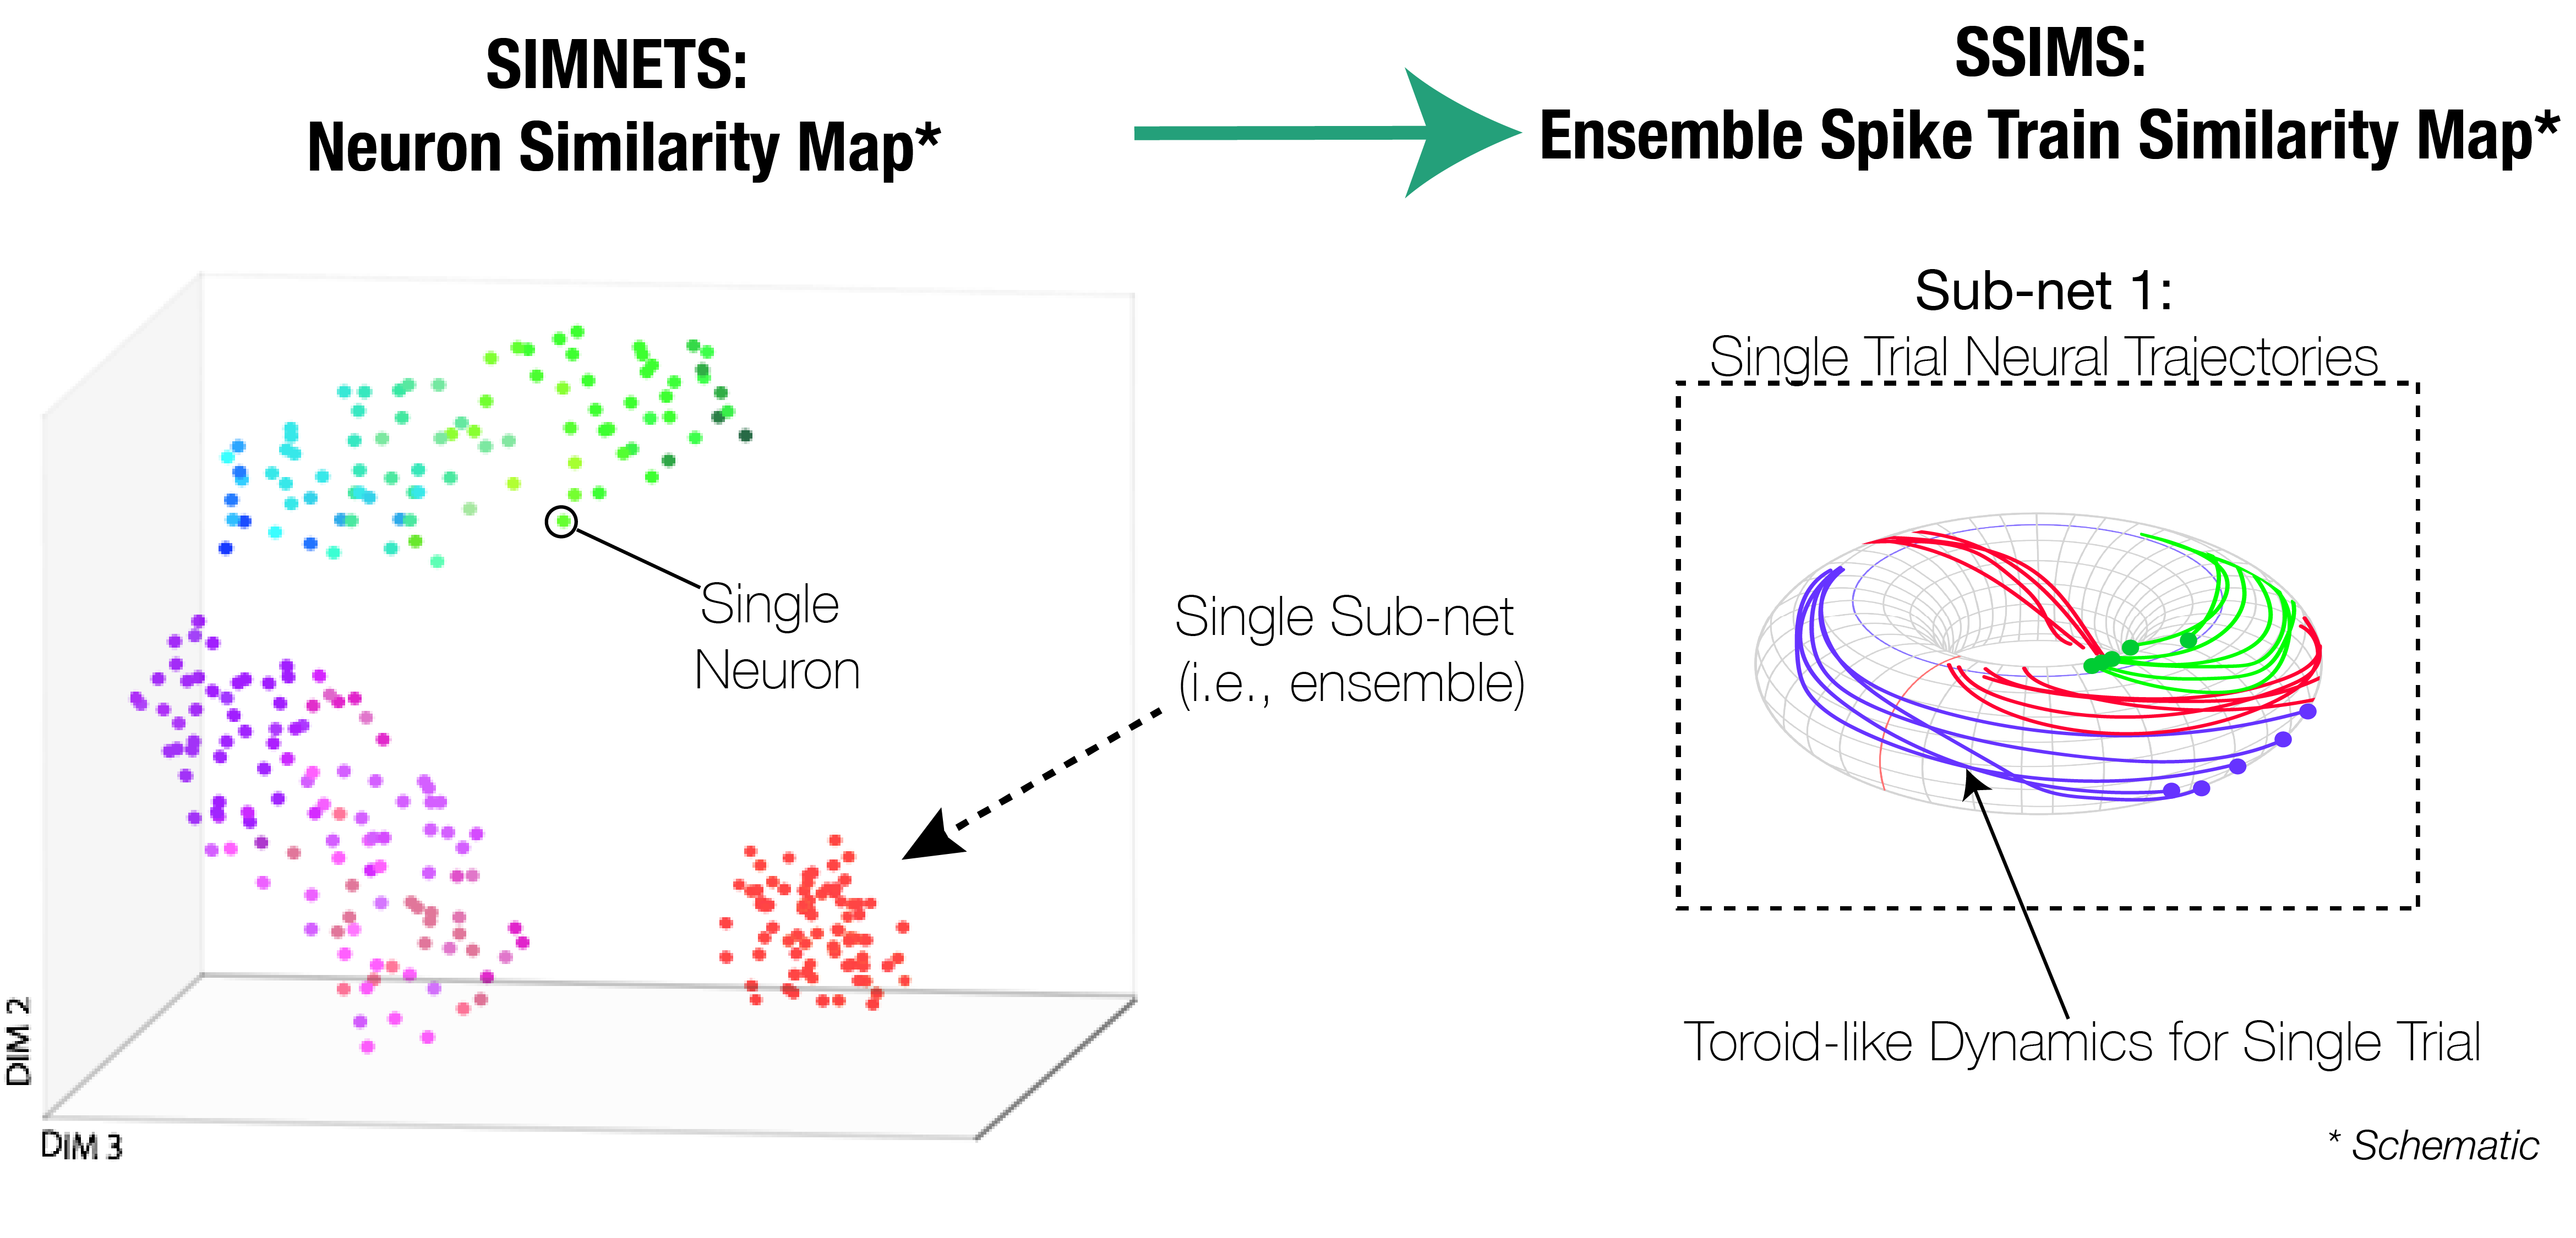 SIMNETS:
Neuron Similarity Map*
SSIMS:
Ensemble Spike Train Similarity Map*
Sub-net 1:
Single Trial Neural Trajectories
Single
Neuron
Single Sub-net
(i.e., ensemble)
Toroid-like Dynamics for Single Trial
DIM 2
DIM 3
* Schematic